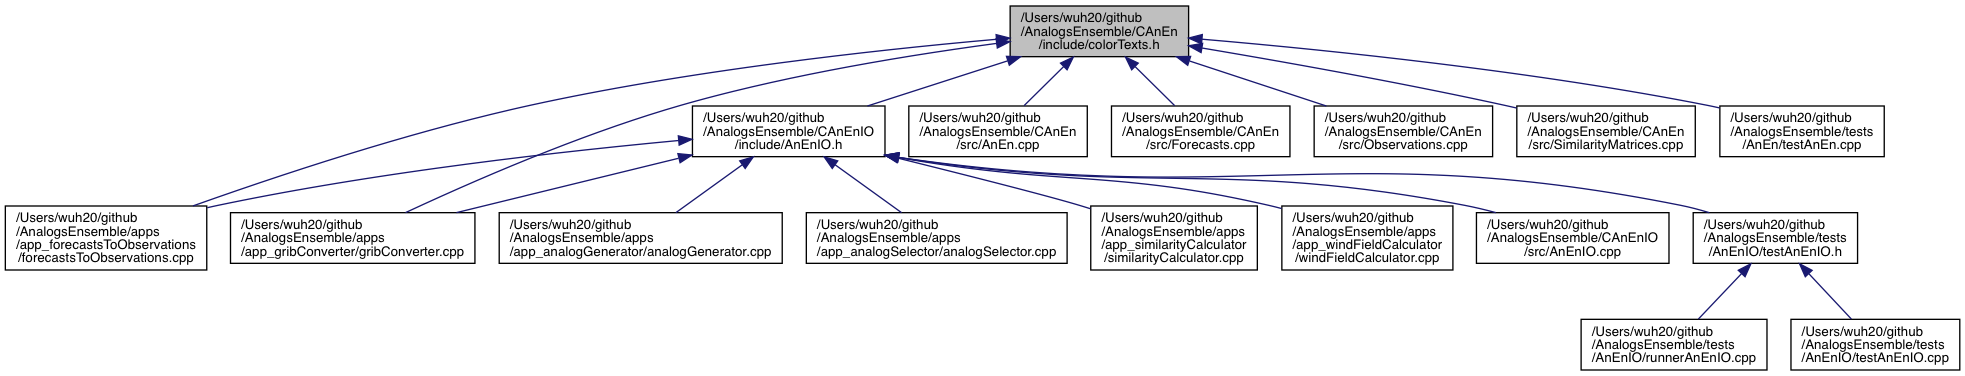 /Users/wuh20/github
/AnalogsEnsemble/CAnEn
/include/colorTexts.h
/Users/wuh20/github
/AnalogsEnsemble/CAnEnIO
/include/AnEnIO.h
/Users/wuh20/github
/AnalogsEnsemble/CAnEn
/src/AnEn.cpp
/Users/wuh20/github
/AnalogsEnsemble/CAnEn
/src/Forecasts.cpp
/Users/wuh20/github
/AnalogsEnsemble/CAnEn
/src/Observations.cpp
/Users/wuh20/github
/AnalogsEnsemble/CAnEn
/src/SimilarityMatrices.cpp
/Users/wuh20/github
/AnalogsEnsemble/tests
/AnEn/testAnEn.cpp
/Users/wuh20/github
/AnalogsEnsemble/apps
/app_forecastsToObservations
/forecastsToObservations.cpp
/Users/wuh20/github
/AnalogsEnsemble/apps
/app_gribConverter/gribConverter.cpp
/Users/wuh20/github
/AnalogsEnsemble/apps
/app_analogGenerator/analogGenerator.cpp
/Users/wuh20/github
/AnalogsEnsemble/apps
/app_analogSelector/analogSelector.cpp
/Users/wuh20/github
/AnalogsEnsemble/apps
/app_similarityCalculator
/similarityCalculator.cpp
/Users/wuh20/github
/AnalogsEnsemble/apps
/app_windFieldCalculator
/windFieldCalculator.cpp
/Users/wuh20/github
/AnalogsEnsemble/CAnEnIO
/src/AnEnIO.cpp
/Users/wuh20/github
/AnalogsEnsemble/tests
/AnEnIO/testAnEnIO.h
/Users/wuh20/github
/AnalogsEnsemble/tests
/AnEnIO/runnerAnEnIO.cpp
/Users/wuh20/github
/AnalogsEnsemble/tests
/AnEnIO/testAnEnIO.cpp